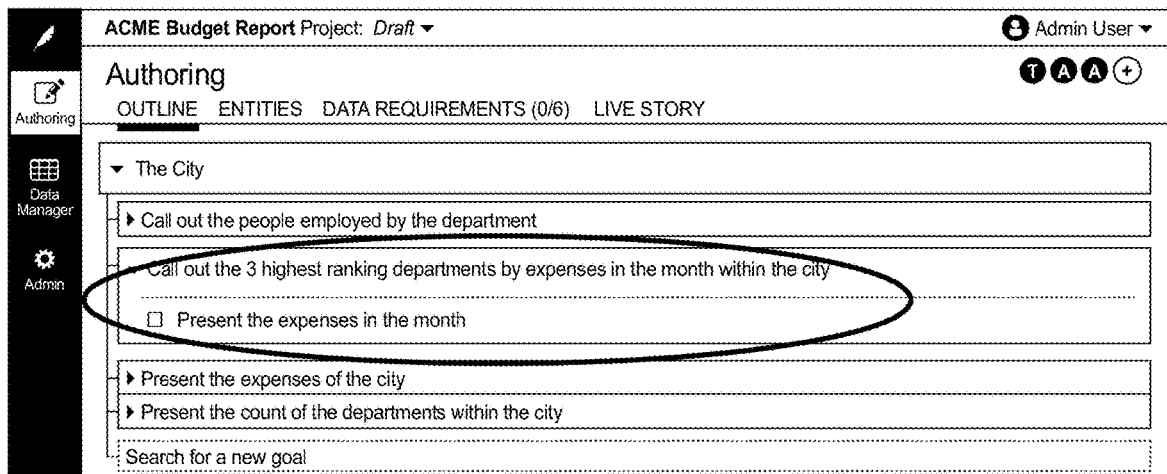 ACME Budget Report Project: Draft
Admin User
Authoring
T A A +
OUTLINE ENTITIES DATA REQUIREMENTS (0/6) LIVE STORY
Authoring
Data
Manager
Admin
The City
Call out the people employed by the department
Call out the 3 highest ranking departments by expenses in the month within the city
Present the expenses in the month
Present the expenses of the city
Present the count of the departments within the city
Search for a new goal